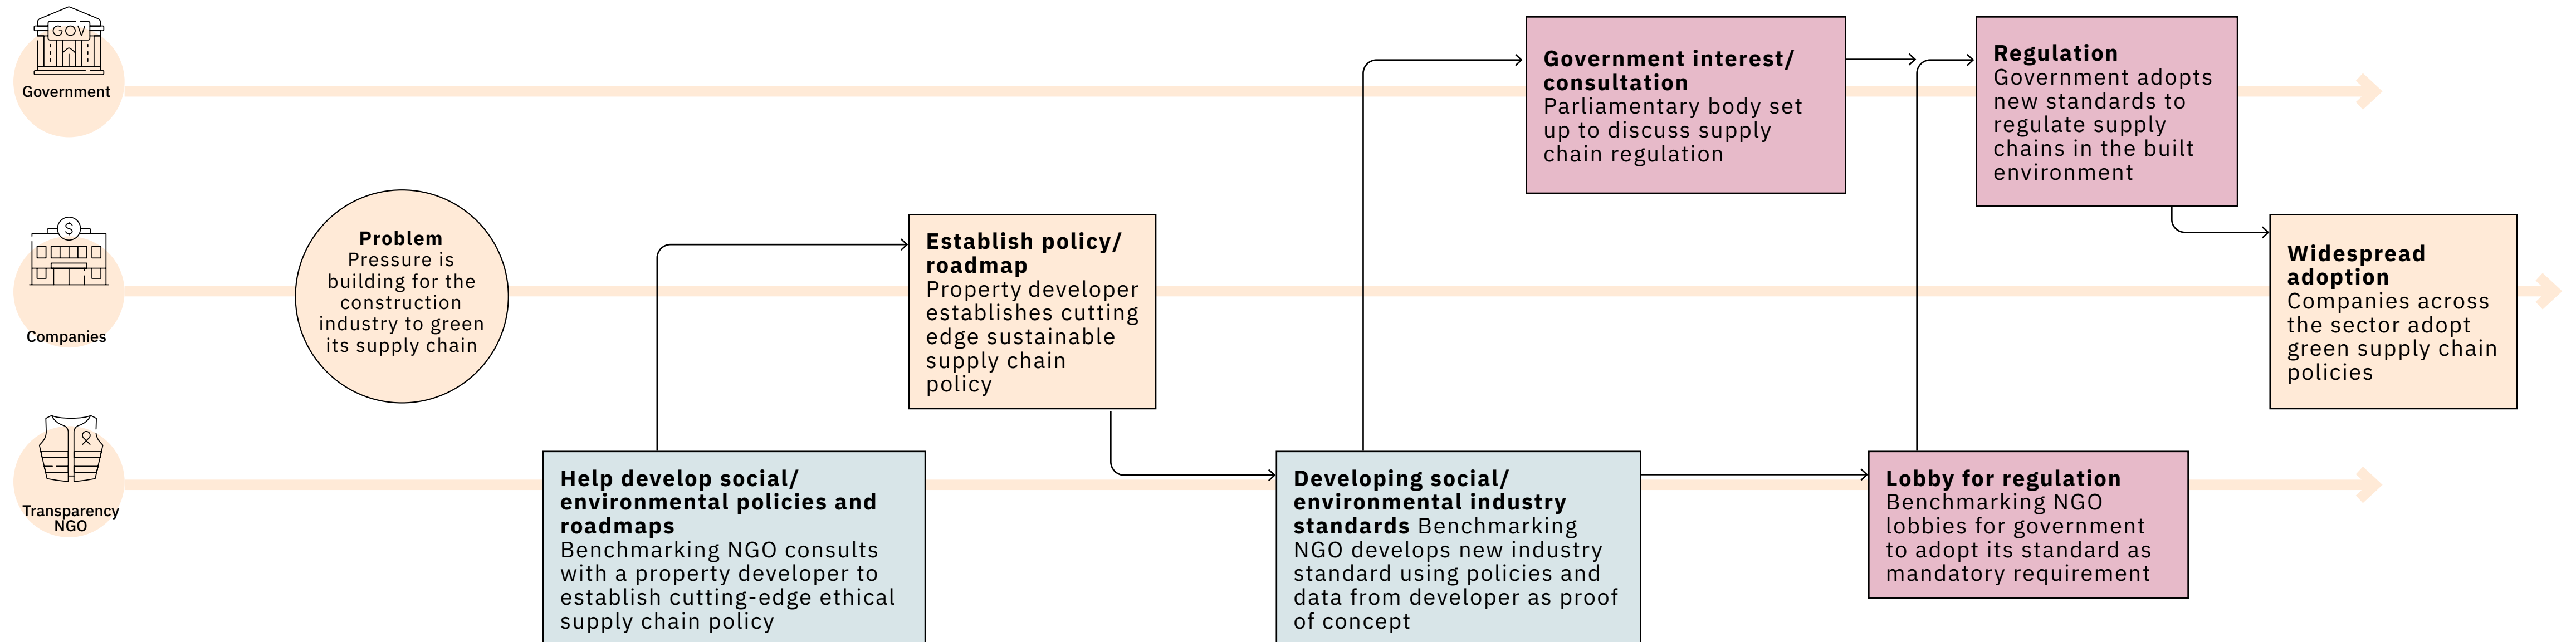 GOV
Government
Government interest/
consultation
Parliamentary body set
up to discuss supply
chain regulation
Regulation
Government adopts
new standards to
regulate supply
chains in the built
environment
$
Companies
Problem
Pressure is
building for the
construction
industry to green
its supply chain
Establish policy/
roadmap
Property developer
establishes cutting
edge sustainable
supply chain
policy
Widespread
adoption
Companies across
the sector adopt
green supply chain
policies
Transparency
NGO
Help develop social/
environmental policies and
roadmaps
Benchmarking NGO consults
with a property developer to
establish cutting-edge ethical
supply chain policy
Developing social/
environmental industry
standards Benchmarking
NGO develops new industry
standard using policies and
data from developer as proof
of concept
Lobby for regulation
Benchmarking NGO
lobbies for government
to adopt its standard as
mandatory requirement